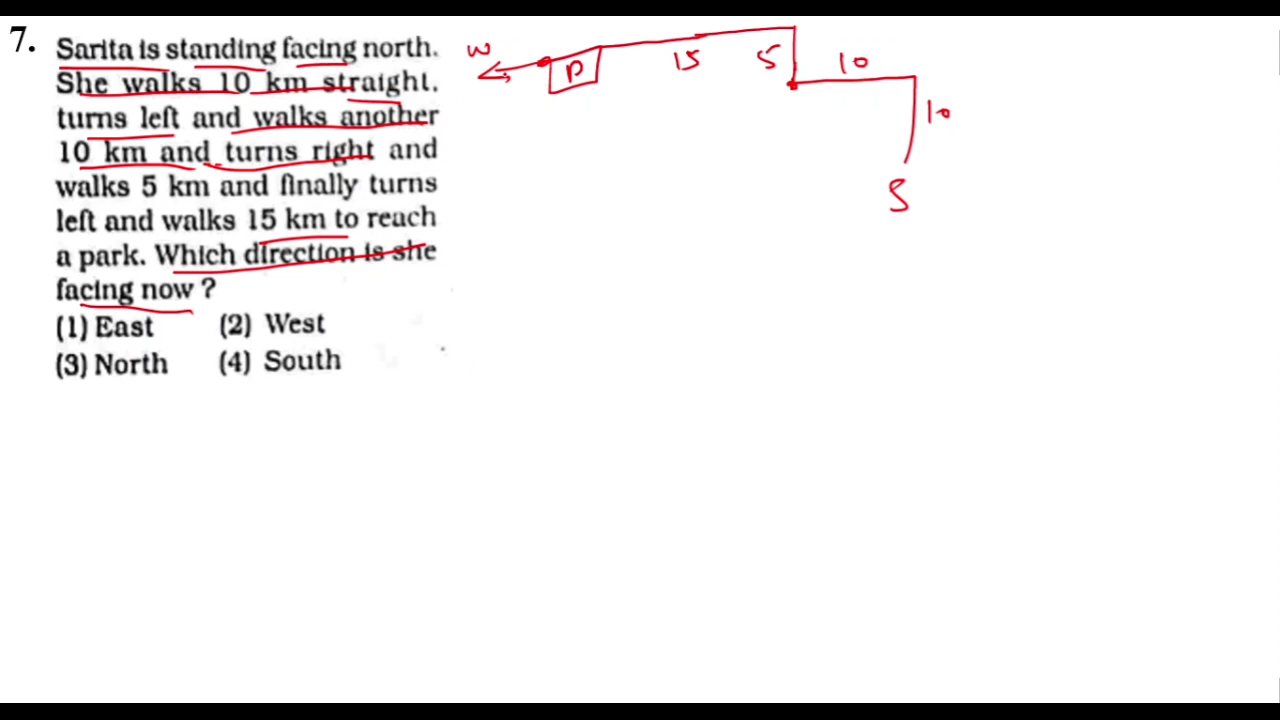 7. Sarita is standing facing north.
She walks 10 km straight,
turns left and walks another
10 km and turns right and
walks 5 km and finally turns
left and walks 15 km to reach
a park. Which direction is she
facing now ?
(1) East (2) West
(3) North (4) South
W
P 15 5 10
10
S